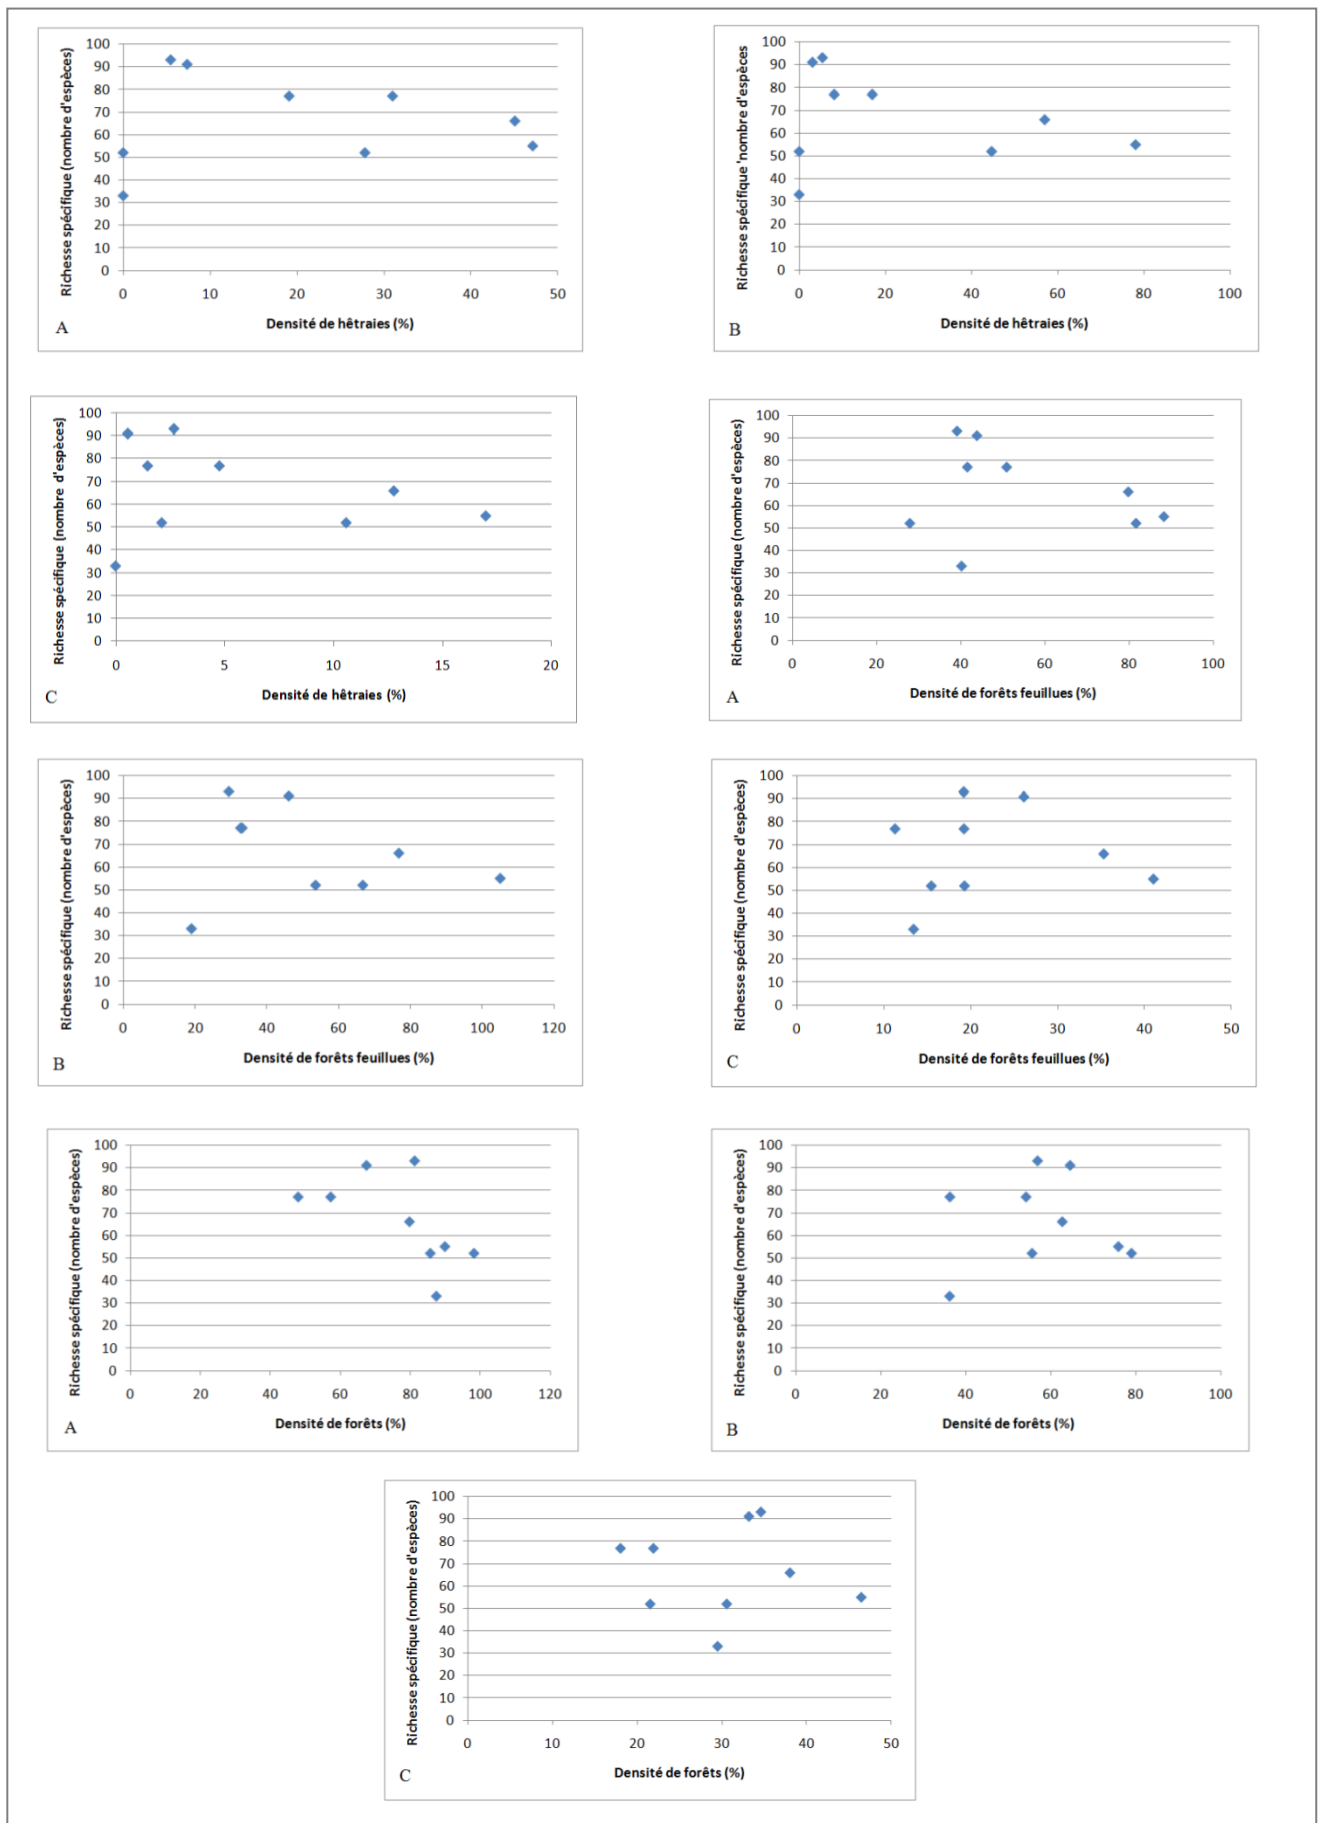 Richesse spécifique (nombre d'espèces)
100
90
80
70
60
50
40
30
20
10
0
0 10 20 30 40 50
Densité de hêtraies (%)
A
Richesse spécifique 'nombre d'espèces
100
90
80
70
60
50
40
30
20
10
0
0 20 40 60 80 100
Densité de hêtraies (%)
B
Richesse spécifique (nombre d'espèces)
100
90
80
70
60
50
40
30
20
10
0
0 5 10 15 20
Densité de hêtraies (%)
C
Richesse spécifique (nombre d'espèces)
100
90
80
70
60
50
40
30
20
10
0
0 20 40 60 80 100
Densité de forêts feuillues (%)
A
Richesse spécifique (nombre d'espèces)
100
90
80
70
60
50
40
30
20
10
0
0 20 40 60 80 100 120
Densité de forêts feuillues (%)
B
Richesse spécifique (nombre d'espèces)
100
90
80
70
60
50
40
30
20
10
0
0 10 20 30 40 50
Densité de forêts feuillues (%)
C
Richesse spécifique (nombre d'espèces)
100
90
80
70
60
50
40
30
20
10
0
0 20 40 60 80 100 120
Densité de forêts (%)
A
Richesse spécifique (nombre d'espèces)
100
90
80
70
60
50
40
30
20
10
0
0 20 40 60 80 100
Densité de forêts (%)
B
Richesse spécifique (nombre d'espèces)
100
90
80
70
60
50
40
30
20
10
0
0 10 20 30 40 50
Densité de forêts (%)
C